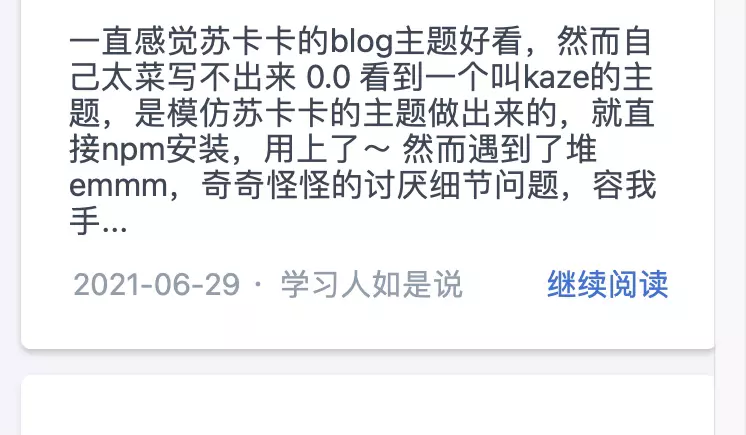 一直感觉苏卡卡的blog主题好看，然而自
己太菜写不出来 0.0 看到一个叫kaze的主
题，是模仿苏卡卡的主题做出来的，就直
接npm安装，用上了～ 然而遇到了堆
emmm，奇奇怪怪的讨厌细节问题，容我
手...
2021-06-29 · 学习人如是说 继续阅读